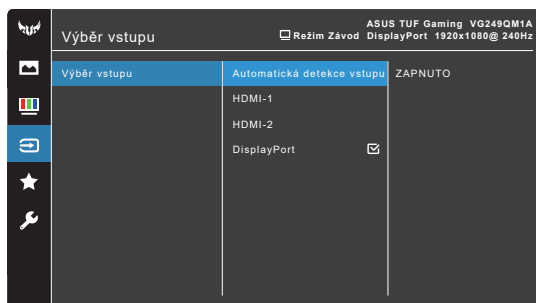 ASUS TUF Gaming VG249QM1A
Výběr vstupu
Režim Závod DisplayPort 1920x1080@ 240Hz
Výběr vstupu
Automatická detekce vstupu
ZAPNUTO
HDMI-1
HDMI-2
DisplayPort